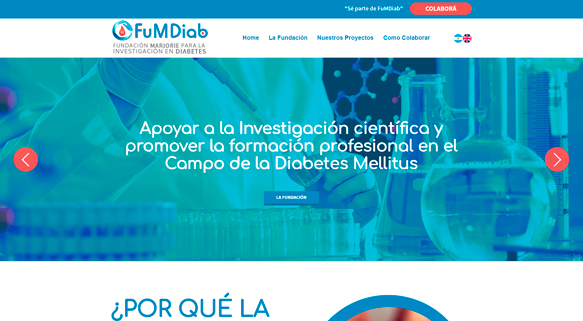 "Sé parte de FuMDiab"
COLABORÁ
FuMDiab
FUNDACIÓN MARJORIE PARA LA
INVESTIGACIÓN EN DIABETES
Home
La Fundación
Nuestros Proyectos
Como Colaborar
Apoyar a la Investigación científica y
promover la formación profesional en el
Campo de la Diabetes Mellitus
LA FUNDACIÓN
¿POR QUÉ LA